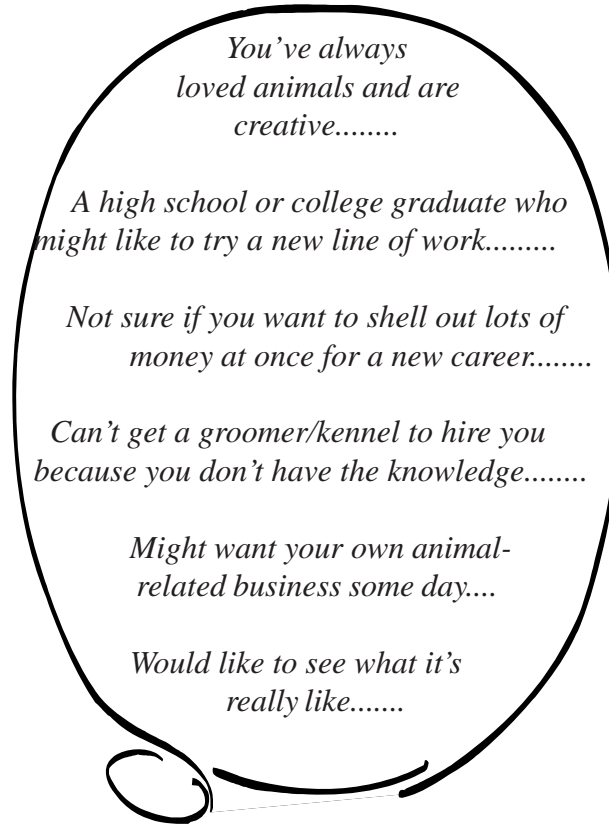 You’ve always
loved animals and are
creative........
A high school or college graduate who
might like to try a new line of work.........
Not sure if you want to shell out lots of
money at once for a new career........
Can’t get a groomer/kennel to hire you
because you don’t have the knowledge........
Might want your own animal-
related business some day....
Would like to see what it’s
really like.......